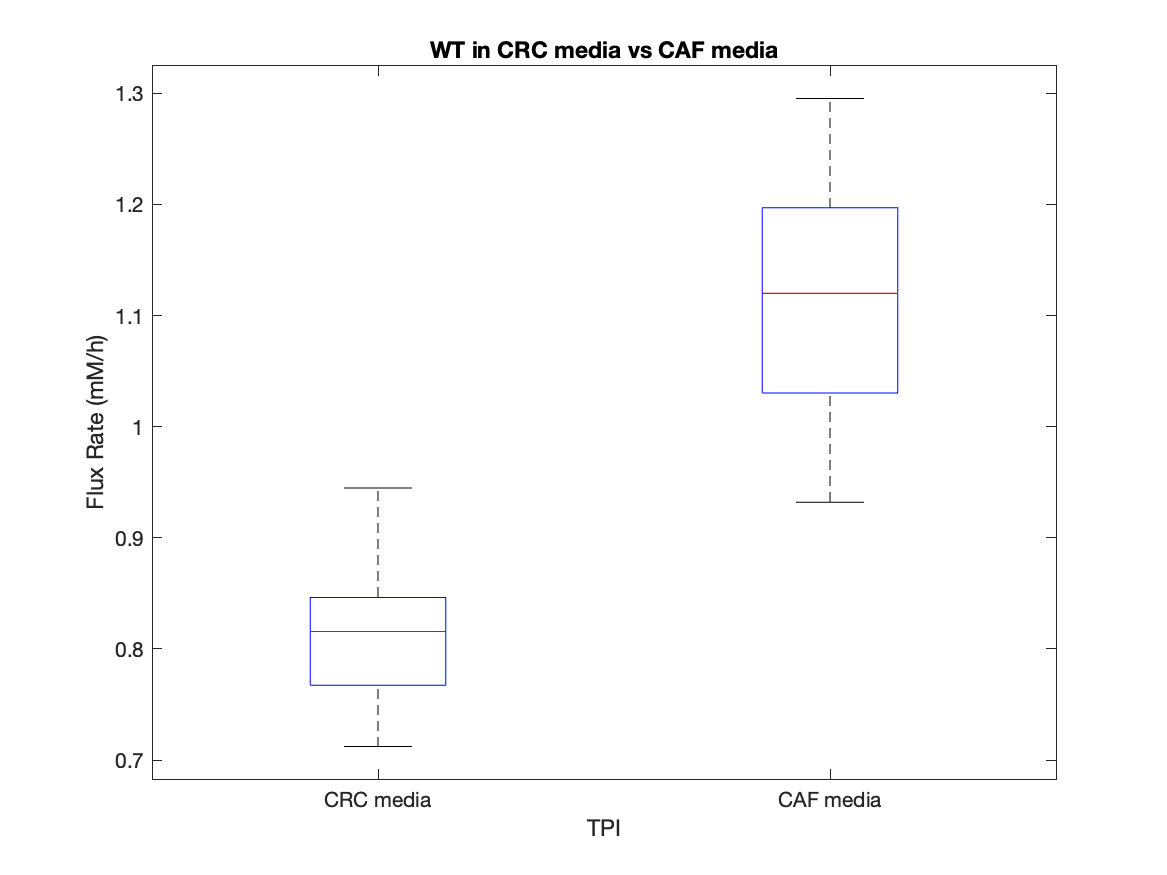 WT in CRC media vs CAF media
1.3
1.2
1.1
1
0.9
0.8
0.7
Flux Rate (mM/h)
CRC media
CAF media
TPI